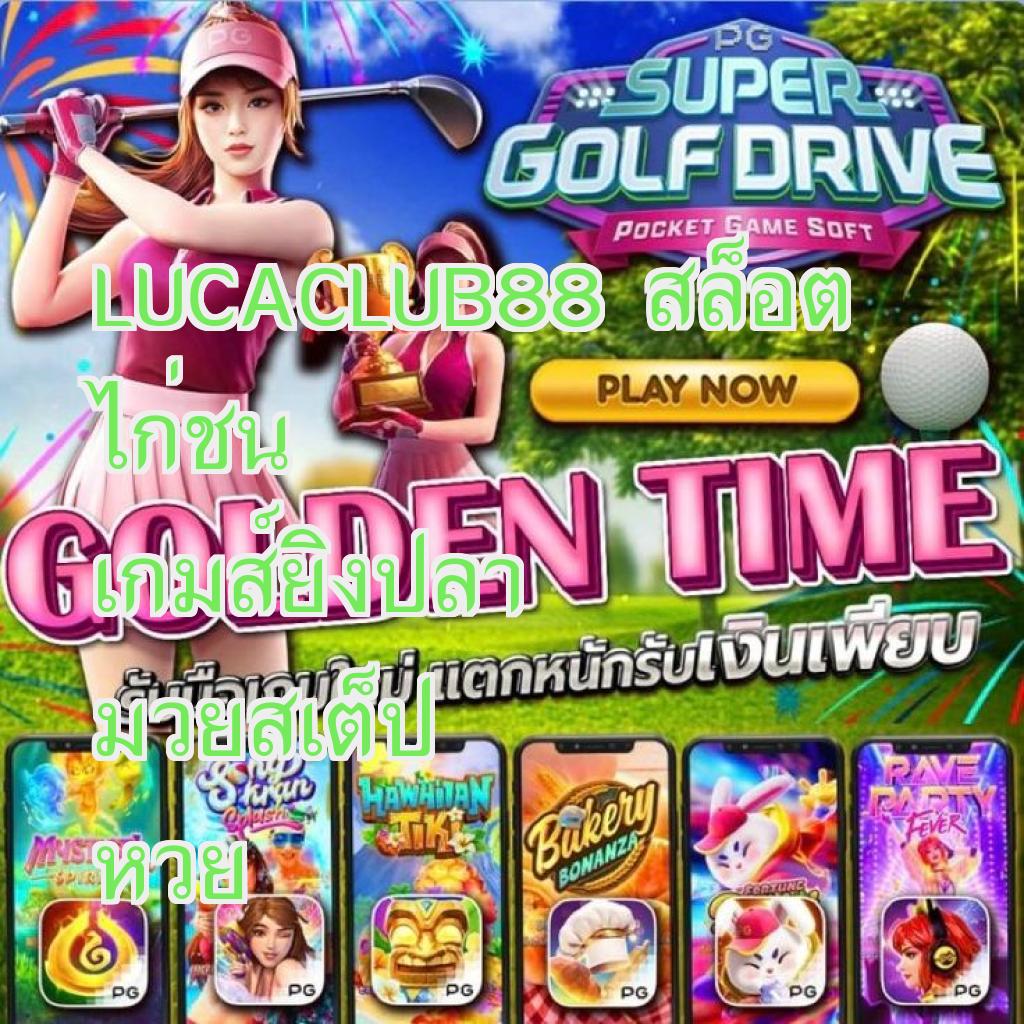 PG
PG
SUPER
GOLF DRIVE
POCKET GAME SOFT
LUCACLUB88 สล็อต
ไก่ชน
PLAY NOW
GOLDEN TIME
เกมส์ยิงปลา
แตกหนักรับเงินเพียบ
มวยสเต็ป
หวย
Splash
HAWAIIAN
TIKI
Bakery
BONANZA
RAVE
PARTY
FEVER
PG PG PG PG PG PG